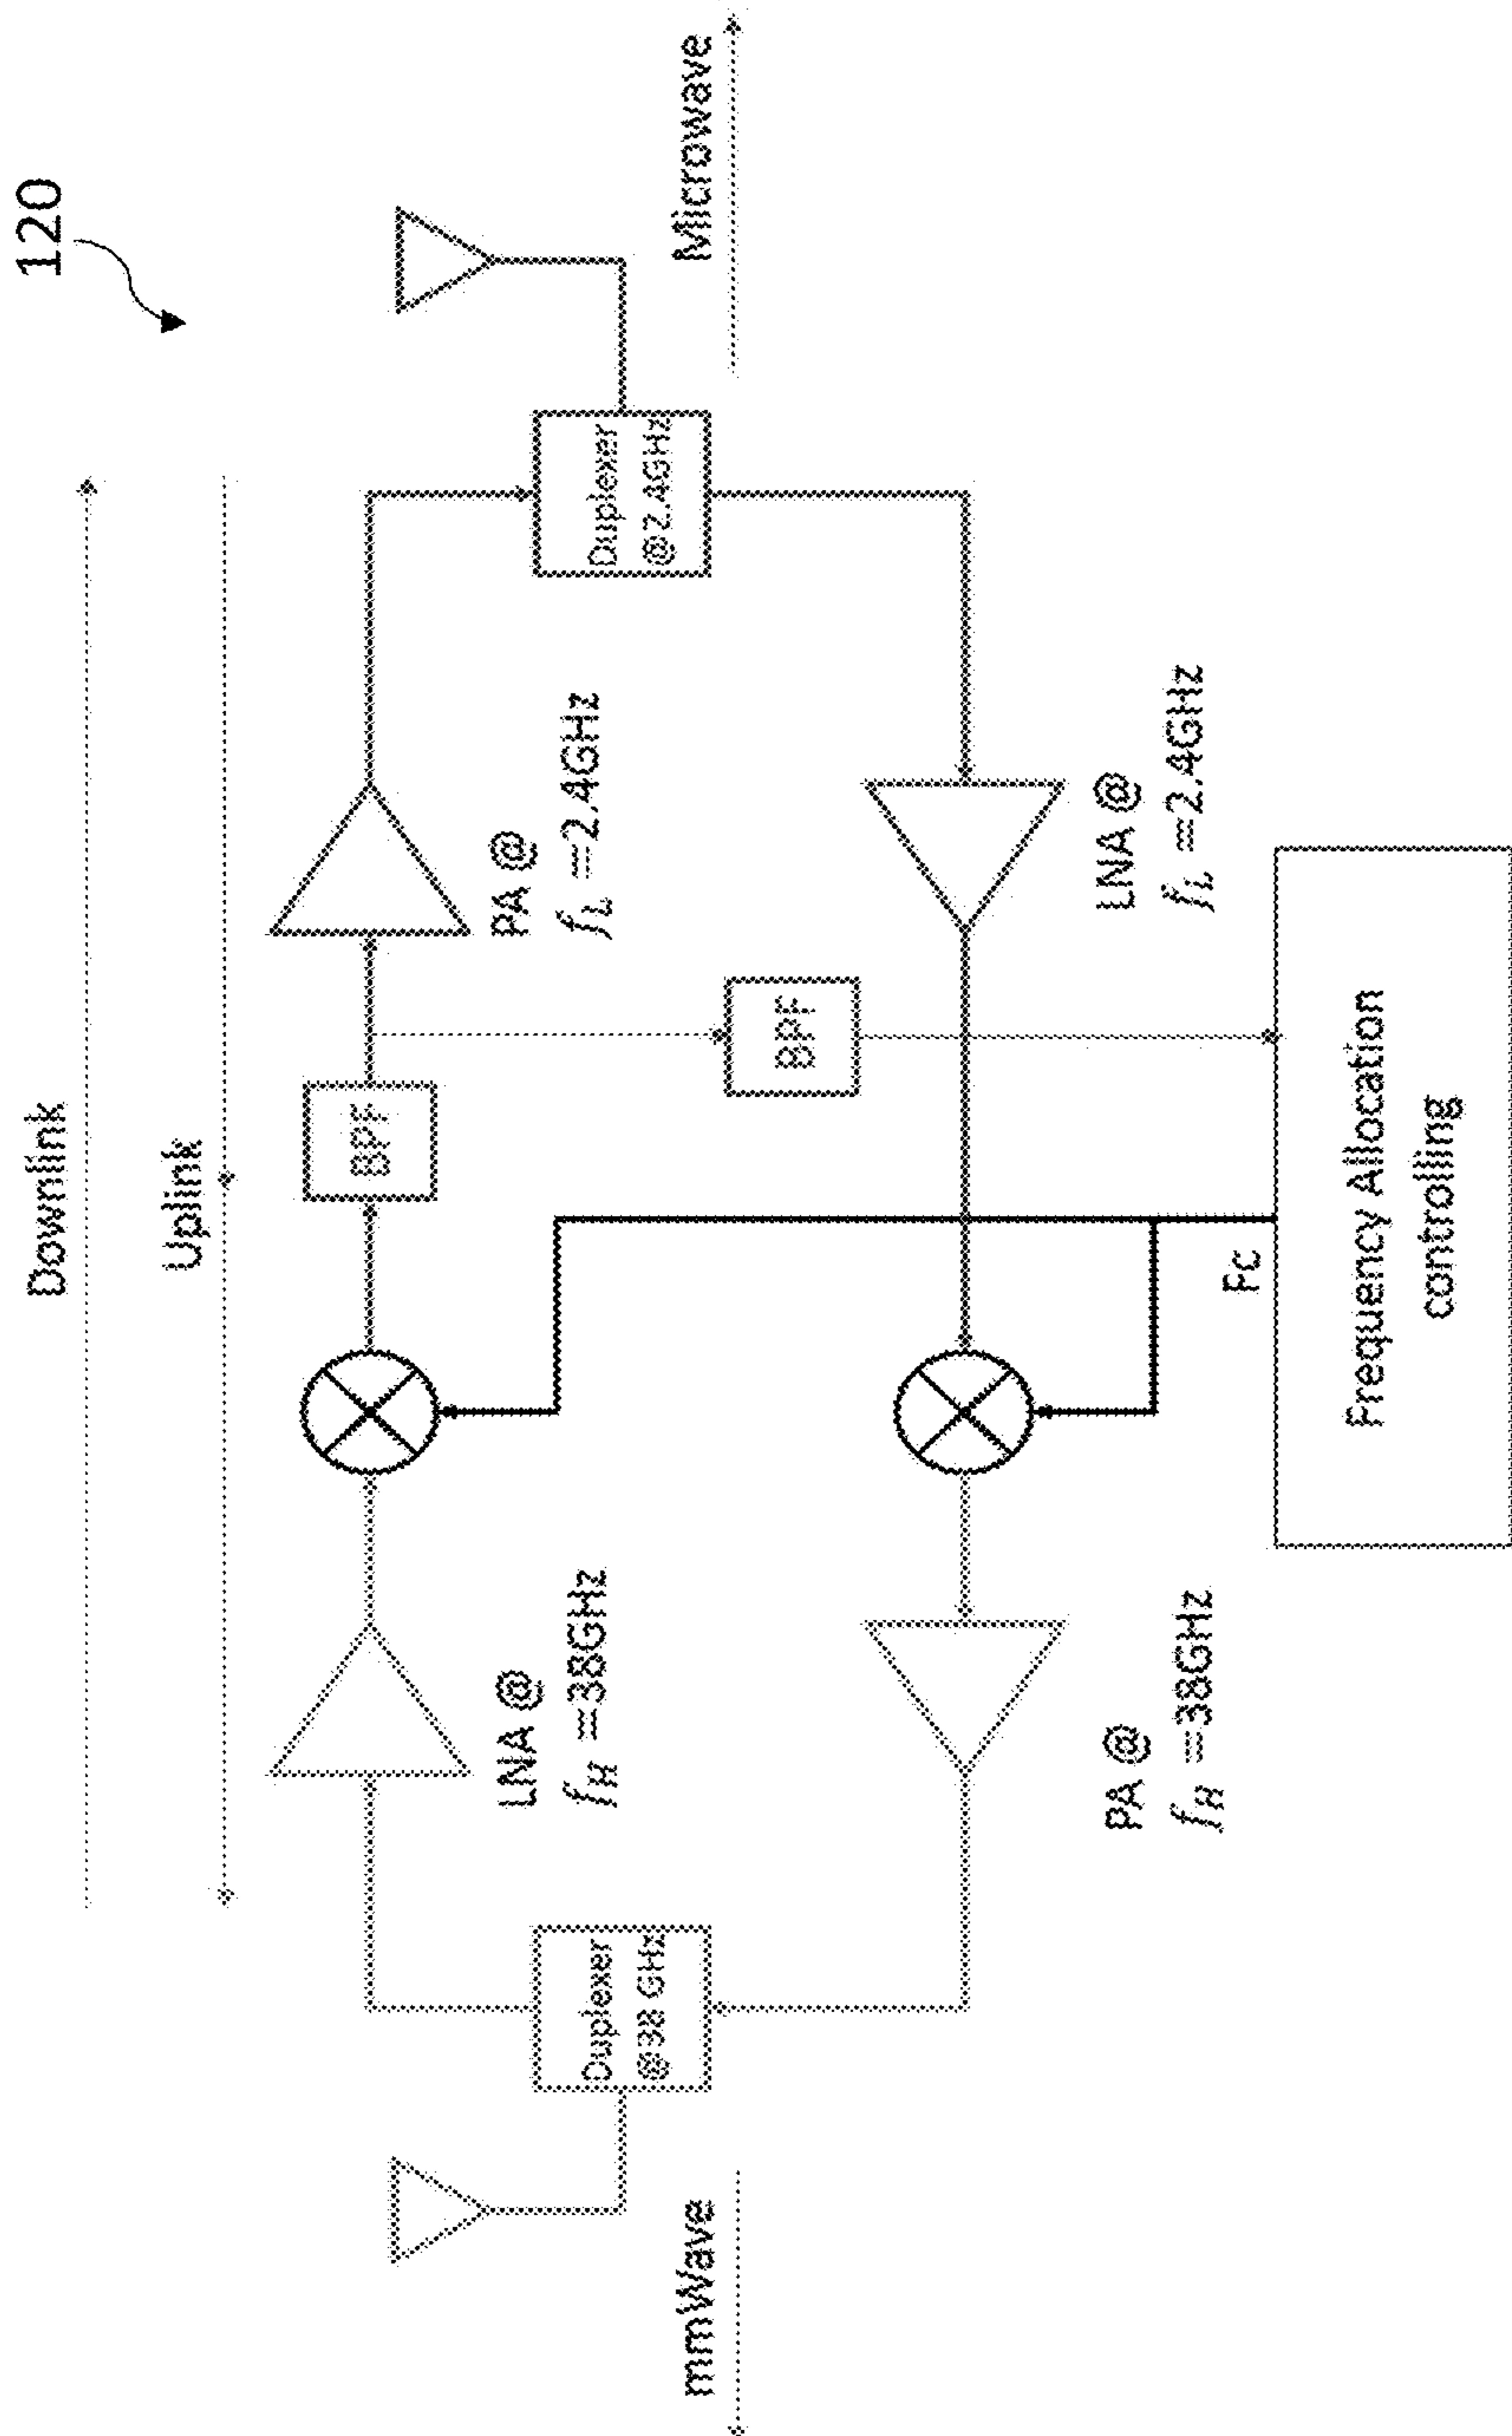 120
Downlink
Uplink
BPF
PA @
f_L =2.4GHz
LNA @
f_H =38GHz
Duplexer
@38 GHz
Duplexer
@2.4GHz
mmWave
Microwave
BPF
PA @
f_H =38GHz
LNA @
f_L =2.4GHz
Fc
Frequency Allocation
controlling